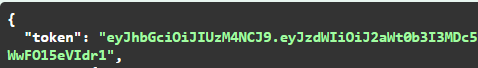 {
"token": "eyJhbGciOiJIUzM4NCJ9.eyJzdWIiOiJ2aWt0b3I3MDc5
WwFO15eVIdr1",